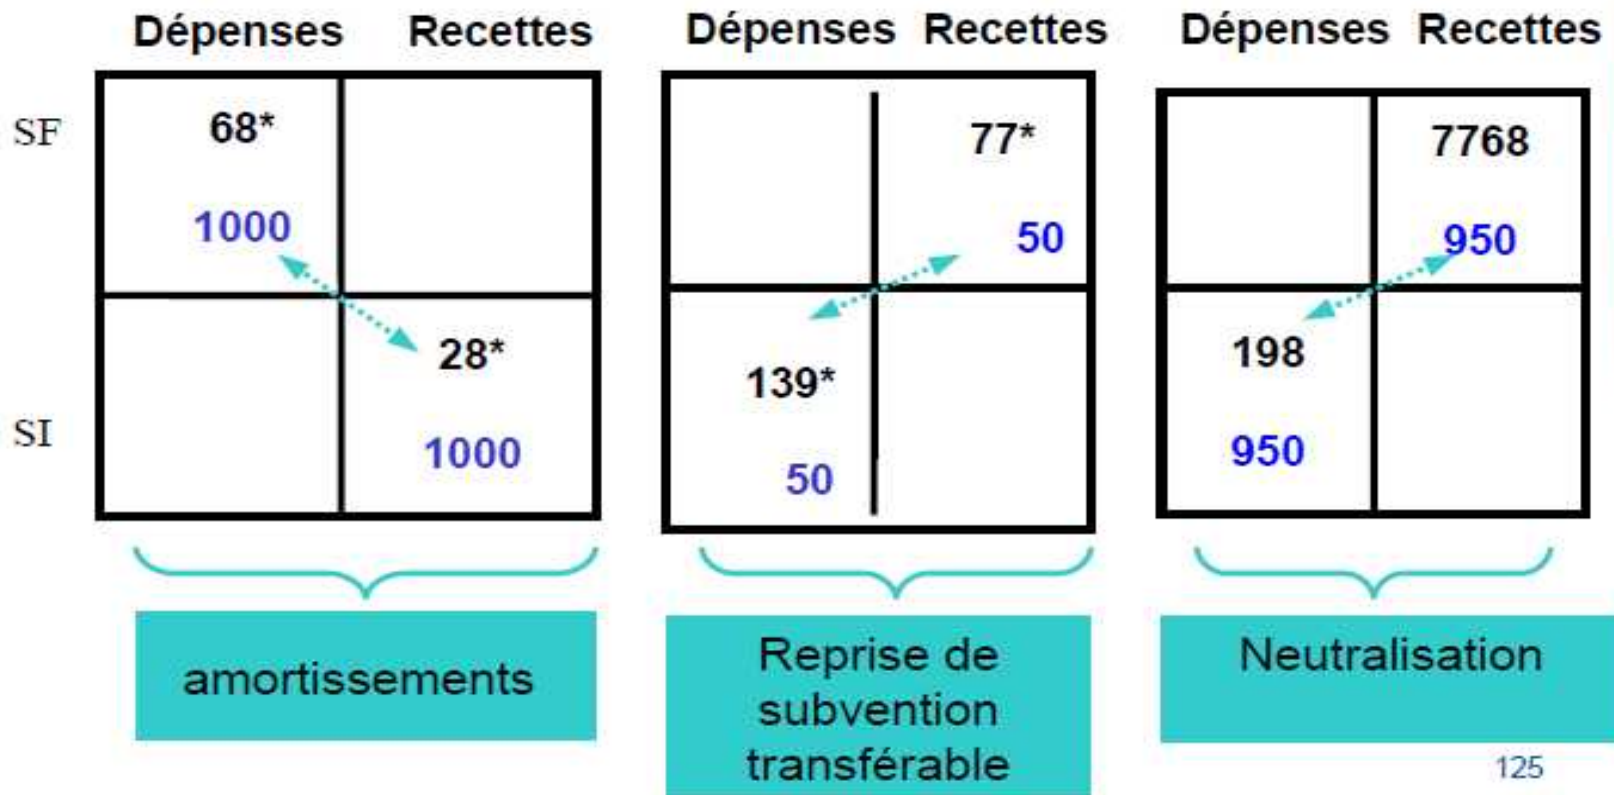 Dépenses Recettes Dépenses Recettes Dépenses Recettes
SF 68* 77* 7768
1000 50 950
28* 139* 198
SI 1000 50 950
amortissements
Reprise de
subvention
transférable
Neutralisation
125